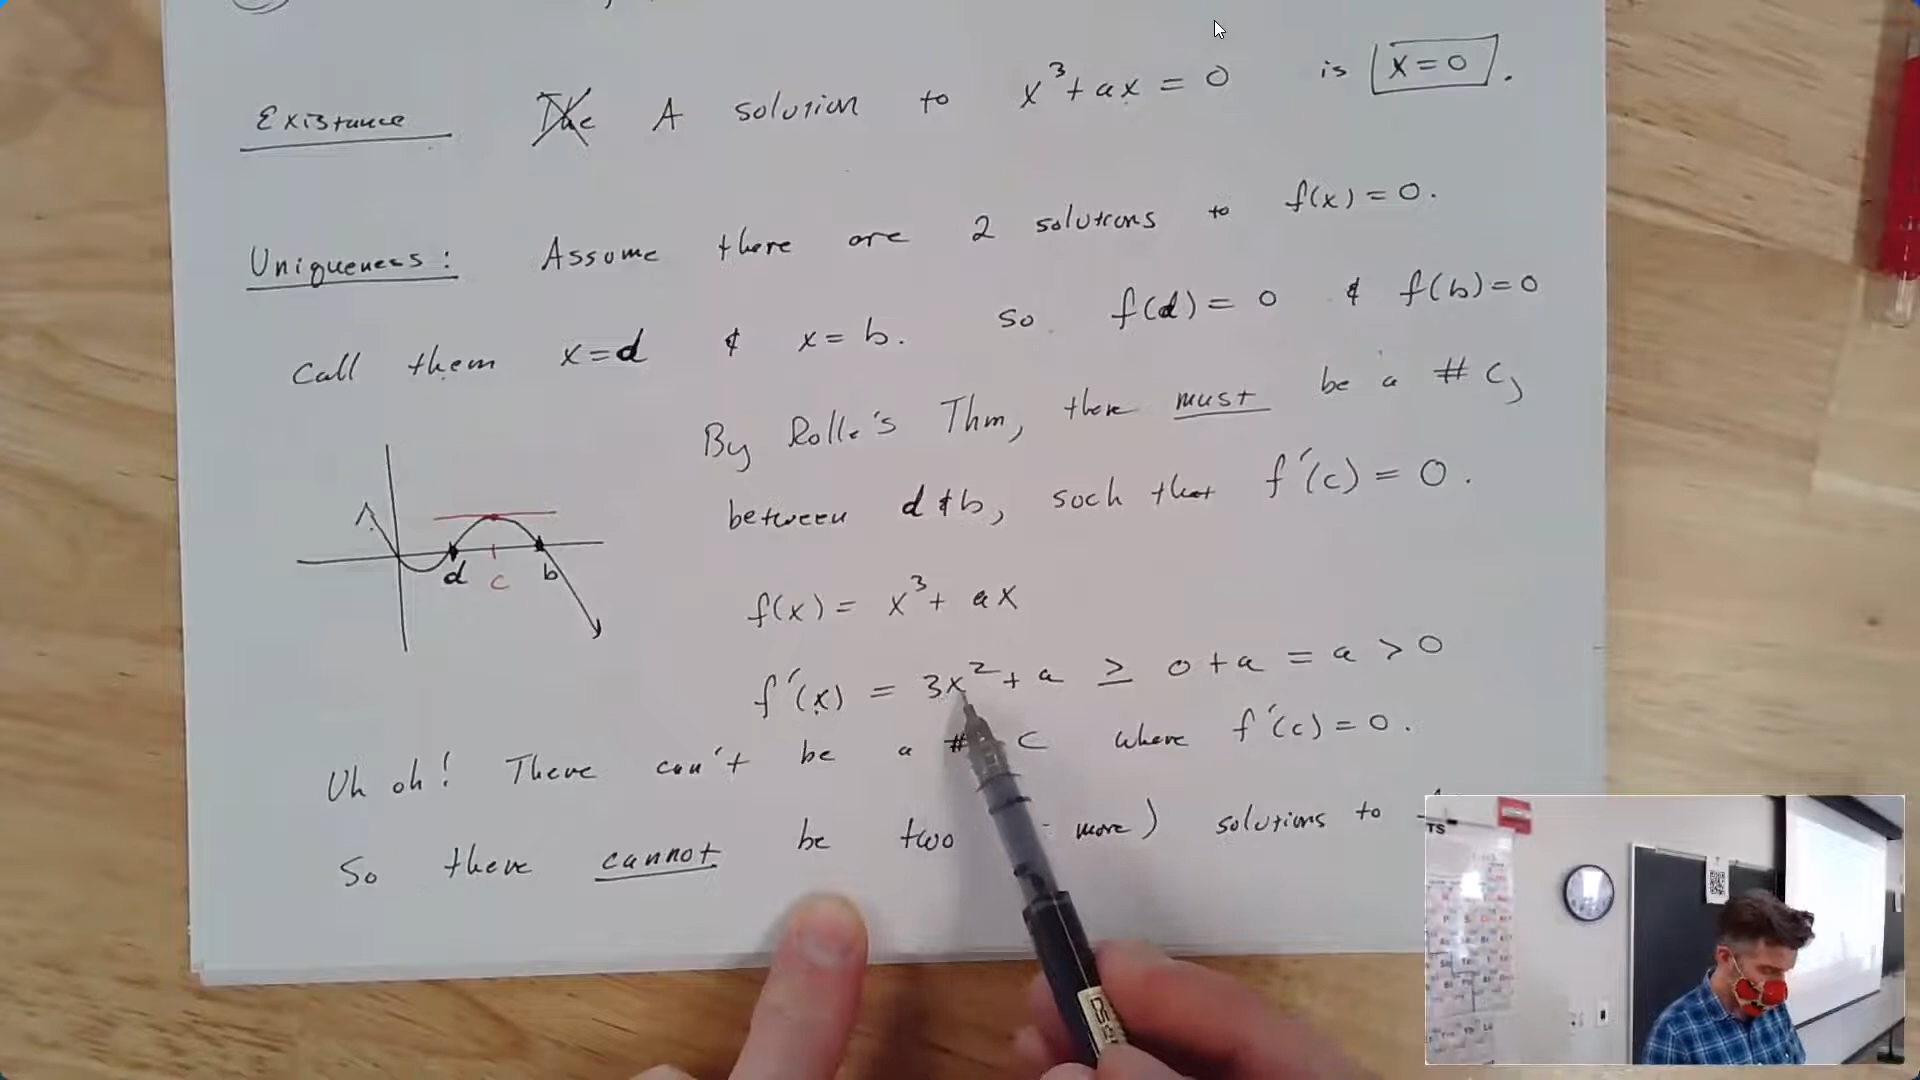 Existance The A solution to x³ + ax = 0 is x = 0 .
Uniqueness: Assume there are 2 solutions to f(x) = 0.
Call them x = d & x = b. So f(d) = 0 & f(b) = 0
By Rolle's Thm, there must be a # c,
between d & b, such that f'(c) = 0.
d c b
f(x) = x³ + ax
f'(x) = 3x² + a ≥ 0 + a = a > 0
Uh oh! There can't be a # c where f'(c) = 0.
So there cannot be two more) solutions to
TS